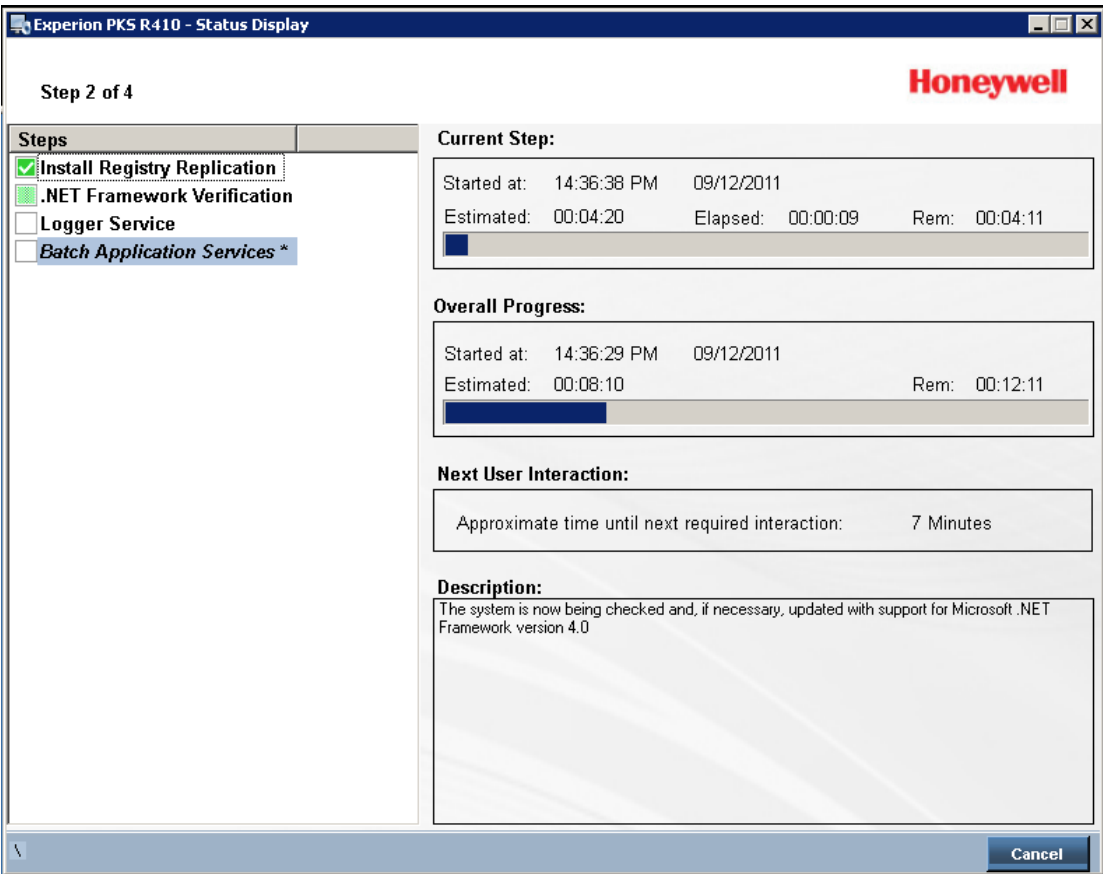 Experion PKS R410 - Status Display
Step 2 of 4
Honeywell
Steps
Install Registry Replication
.NET Framework Verification
Logger Service
Batch Application Services *
Current Step:
Started at: 14:36:38 PM 09/12/2011
Estimated: 00:04:20 Elapsed: 00:00:09 Rem: 00:04:11
Overall Progress:
Started at: 14:36:29 PM 09/12/2011
Estimated: 00:08:10 Rem: 00:12:11
Next User Interaction:
Approximate time until next required interaction: 7 Minutes
Description:
The system is now being checked and, if necessary, updated with support for Microsoft .NET
Framework version 4.0
\
Cancel